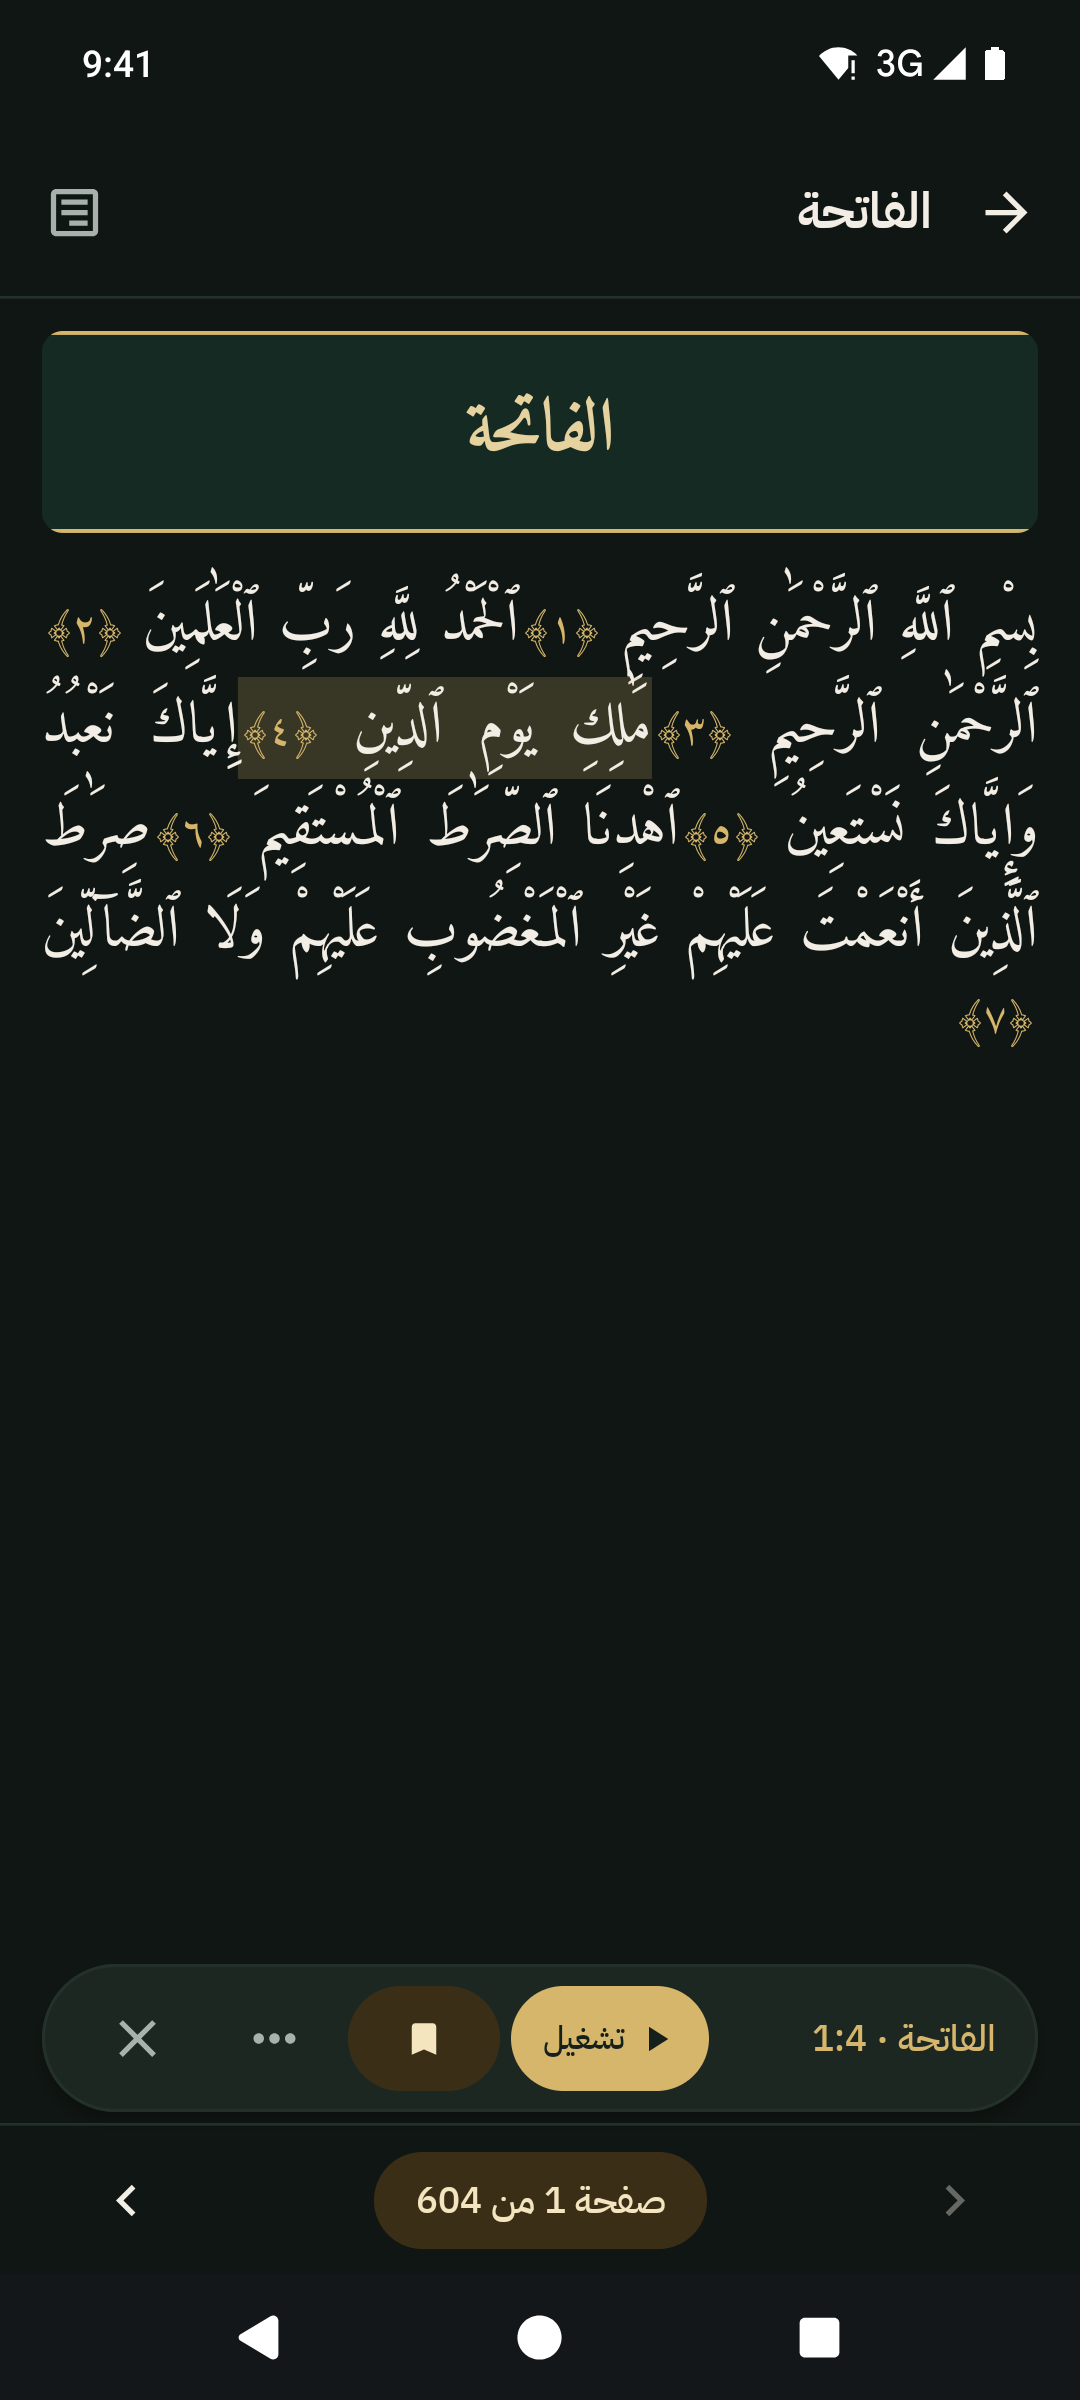 9:41
3G
الفاتحة
الفاتحة
بِسْمِ ٱللَّهِ ٱلرَّحْمَٰنِ ٱلرَّحِيمِ ﴿١﴾ ٱلْحَمْدُ لِلَّهِ رَبِّ ٱلْعَٰلَمِينَ ﴿٢﴾
ٱلرَّحْمَٰنِ ٱلرَّحِيمِ ﴿٣﴾ مَٰلِكِ يَوْمِ ٱلدِّينِ ﴿٤﴾ إِيَّاكَ نَعْبُدُ
وَإِيَّاكَ نَسْتَعِينُ ﴿٥﴾ ٱهْدِنَا ٱلصِّرَٰطَ ٱلْمُسْتَقِيمَ ﴿٦﴾ صِرَٰطَ
ٱلَّذِينَ أَنْعَمْتَ عَلَيْهِمْ غَيْرِ ٱلْمَغْضُوبِ عَلَيْهِمْ وَلَا ٱلضَّآلِّينَ
﴿٧﴾
الفاتحة · 1:4
تشغيل
صفحة 1 من 604